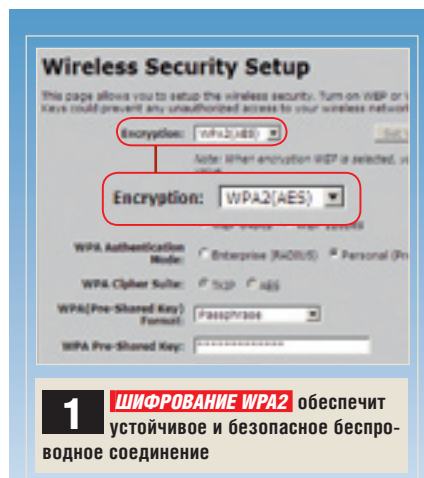 Wireless Security Setup
This page allows you to setup the wireless security. Turn on WEP or
Keys could prevent any unauthorized access to your wireless network
Encryption: WPA2(AES)
Note: When encryption WEP is selected,
Encryption: WPA2(AES)
WPA Authentication Mode: Enterprise (RADIUS) Personal
WPA Cipher Suite: TKIP AES
WPA(Pre-Shared Key) Format: Passphrase
WPA Pre-Shared Key: *************
1 ШИФРОВАНИЕ WPA2 обеспечит
устойчивое и безопасное беспро-
водное соединение